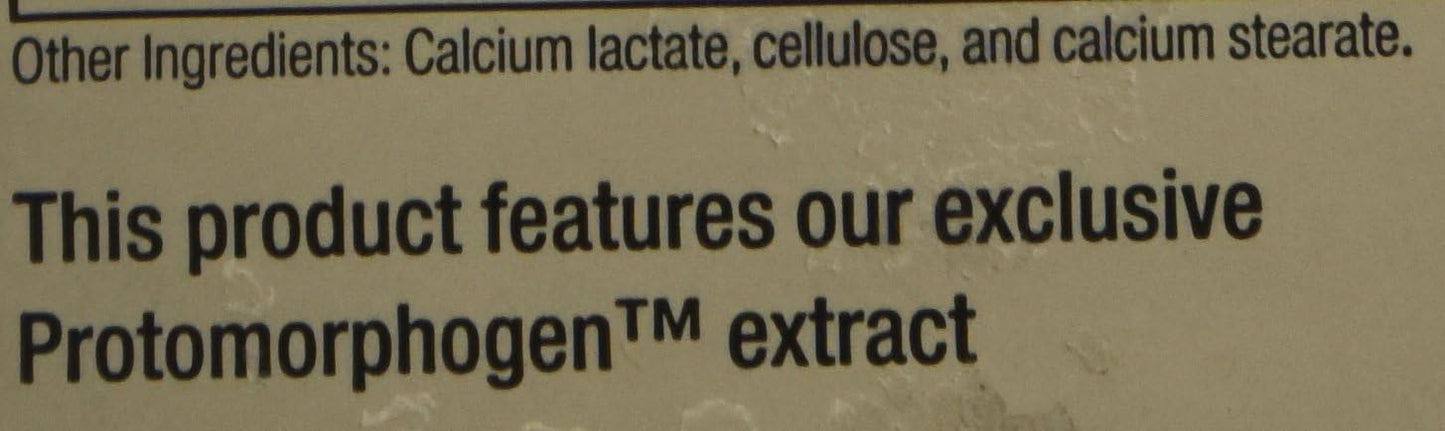 Other Ingredients: Calcium lactate, cellulose, and calcium stearate.
This product features our exclusive
Protomorphogen™ extract